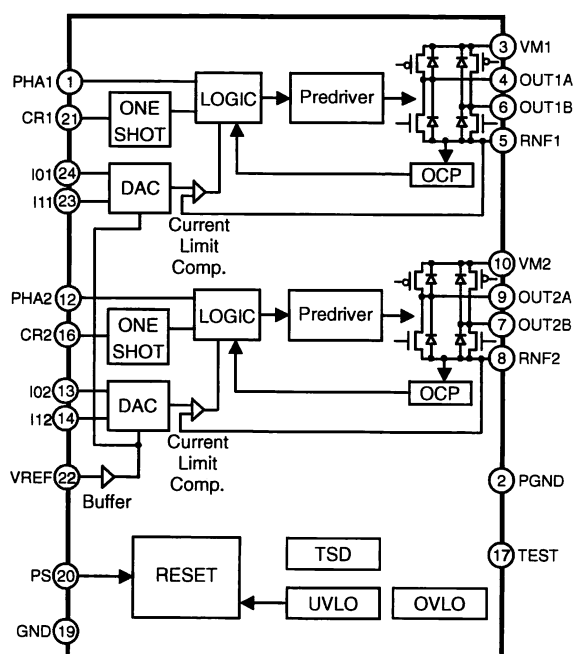 PHA1 1
CR1 21
I01 24
I11 23
ONE
SHOT
LOGIC
Predriver
DAC
Current
Limit
Comp.
OCP
3 VM1
4 OUT1A
6 OUT1B
5 RNF1
PHA2 12
CR2 16
I02 13
I12 14
ONE
SHOT
LOGIC
Predriver
DAC
Current
Limit
Comp.
OCP
10 VM2
9 OUT2A
7 OUT2B
8 RNF2
VREF 22
Buffer
2 PGND
17 TEST
PS 20
RESET
TSD
UVLO
OVLO
GND 19